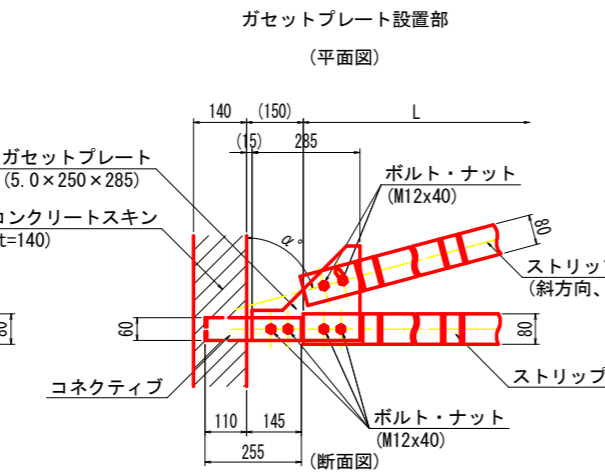 ガセットプレート設置部
(平面図)
140
(150)
L
(15)
285
ガセットプレート
(5.0×250×285)
ボルト・ナット
(M12x40)
コンクリートスキン
t=140)
α°
80
ストリップ
(斜方向、
80
60
80
コネクティブ
ストリップ
110
145
ボルト・ナット
(M12x40)
255
(断面図)